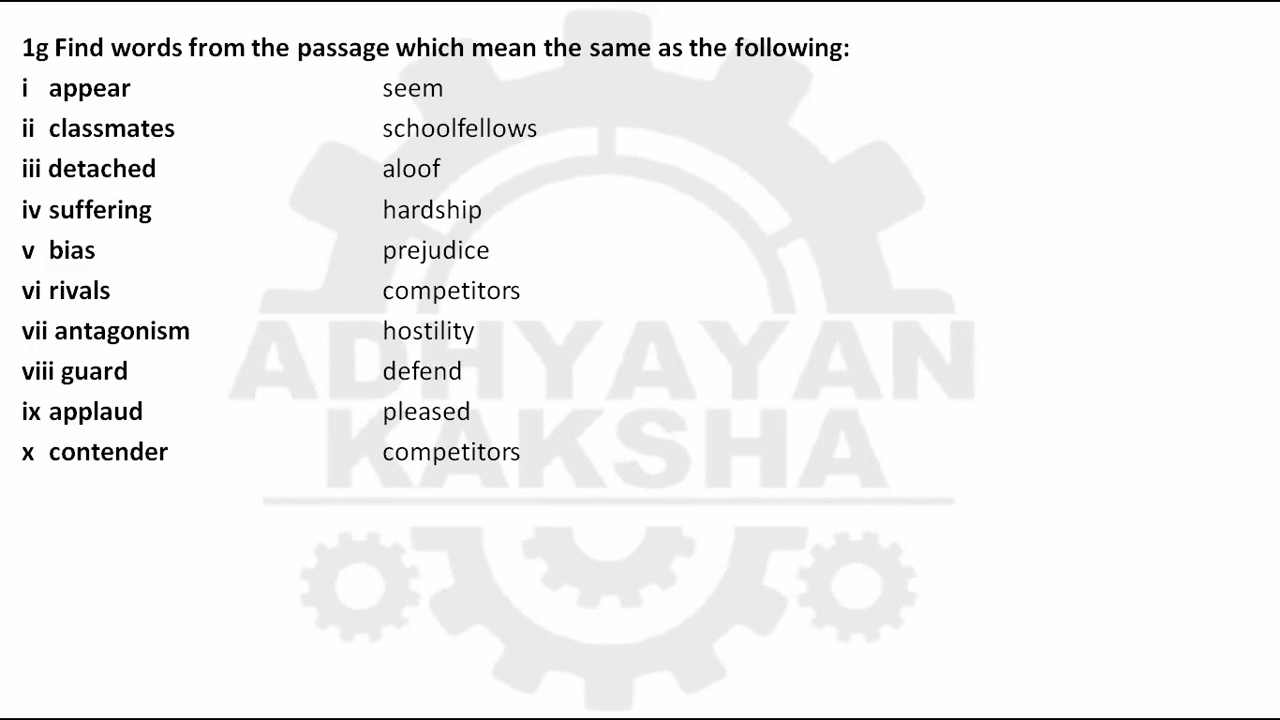 1g Find words from the passage which mean the same as the following:
i appear seem
ii classmates schoolfellows
iii detached aloof
iv suffering hardship
v bias prejudice
vi rivals competitors
vii antagonism hostility
viii guard defend
ix applaud pleased
x contender competitors
ADHYAYAN
KAKSHA